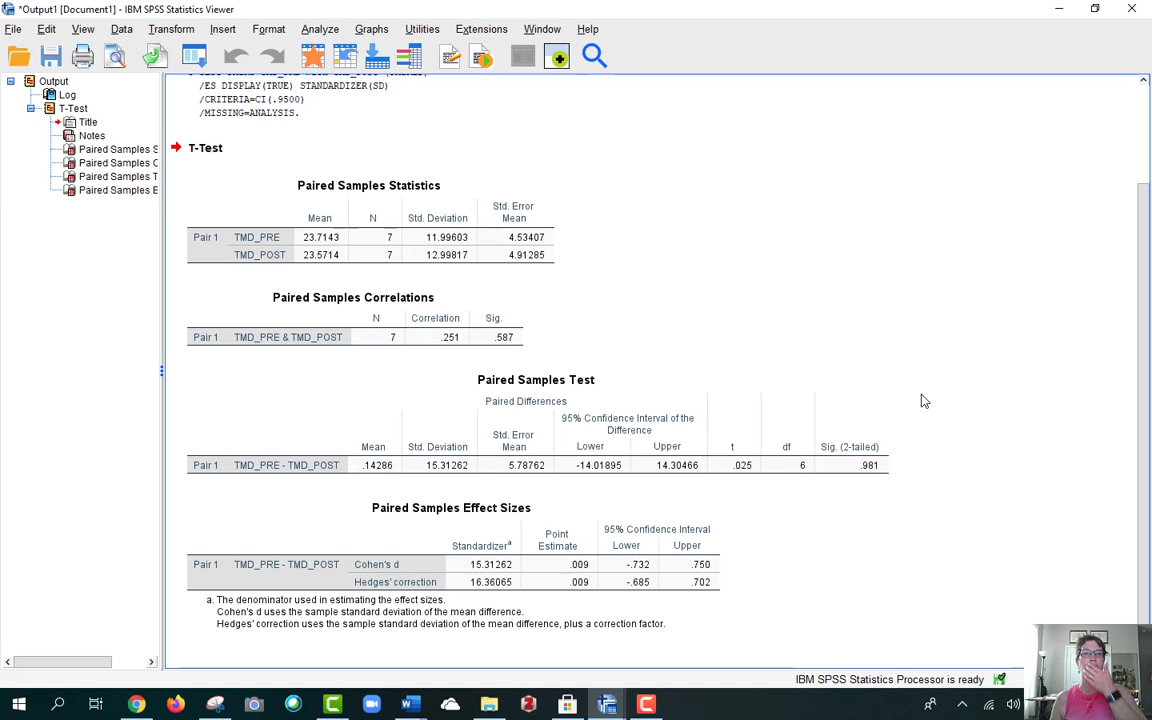 *Output1 [Document1] - IBM SPSS Statistics Viewer
File Edit View Data Transform Insert Format Analyze Graphs Utilities Extensions Window Help
Output
Log
T-Test
Title
Notes
Paired Samples S
Paired Samples C
Paired Samples T
Paired Samples E
/ES DISPLAY(TRUE) STANDARDIZER(SD)
/CRITERIA=CI(.9500)
/MISSING=ANALYSIS.
T-Test
Paired Samples Statistics
Mean N Std. Deviation Std. Error Mean
Pair 1 TMD_PRE 23.7143 7 11.99603 4.53407
TMD_POST 23.5714 7 12.99817 4.91285
Paired Samples Correlations
N Correlation Sig.
Pair 1 TMD_PRE & TMD_POST 7 .251 .587
Paired Samples Test
Paired Differences
95% Confidence Interval of the Difference
Mean Std. Deviation Std. Error Mean Lower Upper t df Sig. (2-tailed)
Pair 1 TMD_PRE - TMD_POST .14286 15.31262 5.78762 -14.01895 14.30466 .025 6 .981
Paired Samples Effect Sizes
Standardizerᵃ Point Estimate 95% Confidence Interval
Lower Upper
Pair 1 TMD_PRE - TMD_POST Cohen's d 15.31262 .009 -.732 .750
Hedges' correction 16.36065 .009 -.685 .702
a. The denominator used in estimating the effect sizes.
Cohen's d uses the sample standard deviation of the mean difference.
Hedges' correction uses the sample standard deviation of the mean difference, plus a correction factor.
IBM SPSS Statistics Processor is ready